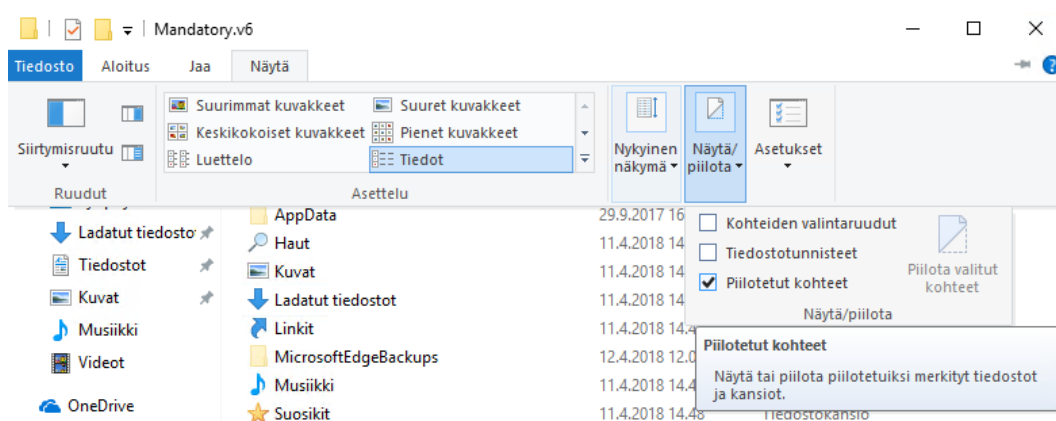 Mandatory.v6
Tiedosto Aloitus Jaa Näytä
Siirtymisruutu
Ruudut
Suurimmat kuvakkeet Suuret kuvakkeet
Keskikokoiset kuvakkeet Pienet kuvakkeet
Luettelo Tiedot
Asettelu
Nykyinen
näkymä
Näytä/
piilota
Asetukset
Ladatut tiedosto
Tiedostot
Kuvat
Musiikki
Videot
OneDrive
AppData 29.9.2017 16
Haut 11.4.2018 14
Kuvat 11.4.2018 14
Ladatut tiedostot 11.4.2018 14
Linkit 11.4.2018 14.4
MicrosoftEdgeBackups 12.4.2018 12.0
Musiikki 11.4.2018 14.4
Suosikit 11.4.2018 14.48 Tiedostokansio
Kohteiden valintaruudut
Tiedostotunnisteet
Piilotetut kohteet
Piilota valitut
kohteet
Näytä/piilota
Piilotetut kohteet
Näytä tai piilota piilotetuiksi merkityt tiedostot
ja kansiot.